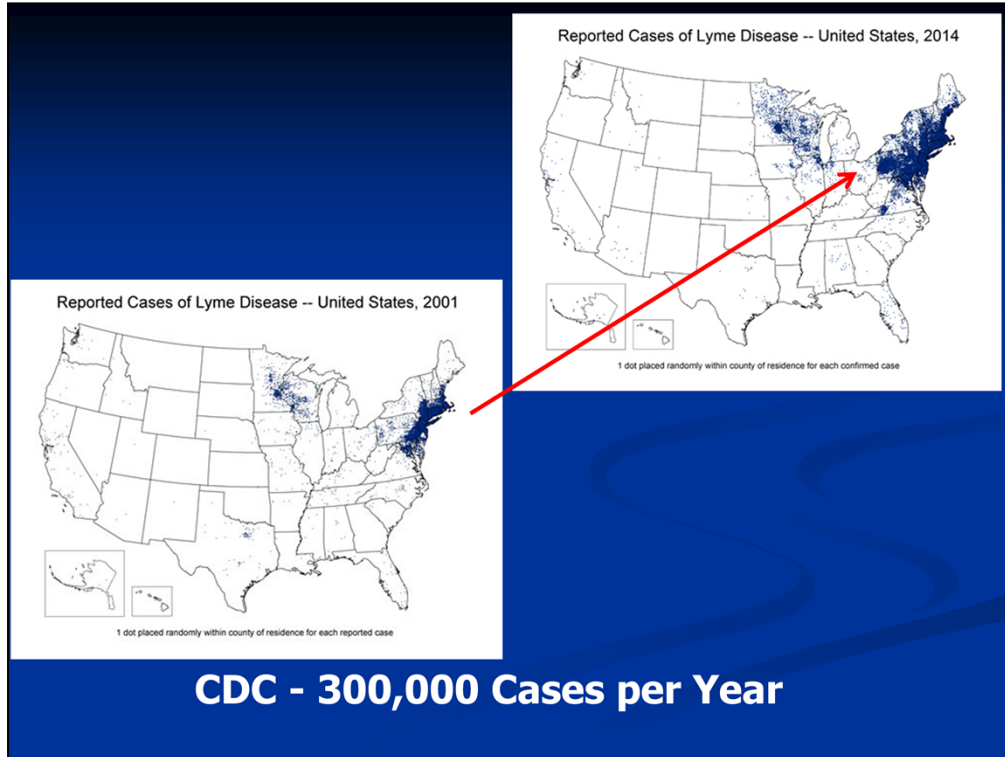 Reported Cases of Lyme Disease -- United States, 2014
1 dot placed randomly within county of residence for each confirmed case
Reported Cases of Lyme Disease -- United States, 2001
1 dot placed randomly within county of residence for each reported case
CDC - 300,000 Cases per Year